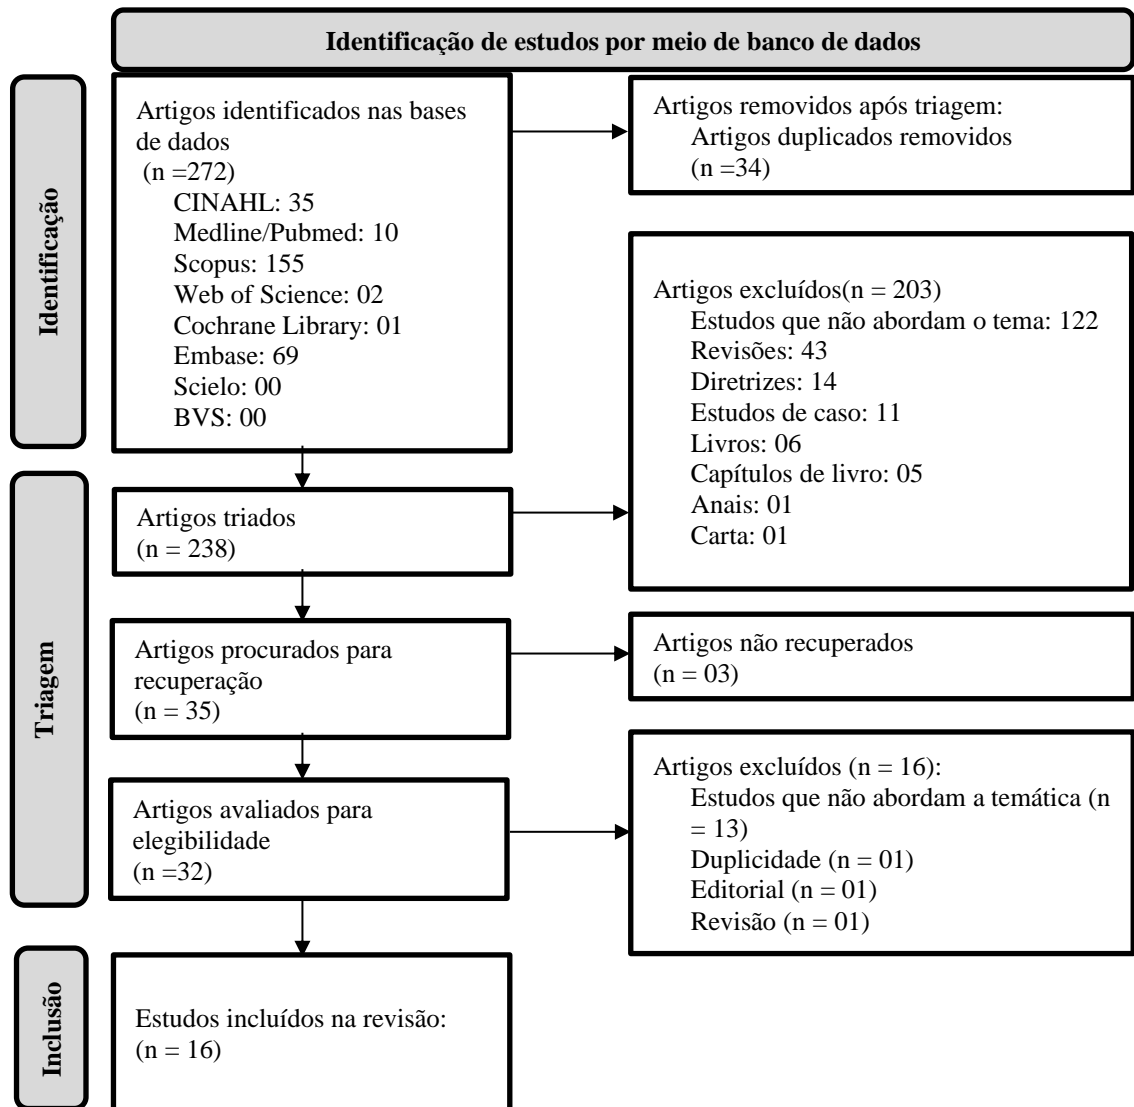 Identificação de estudos por meio de banco de dados
Identificação
Artigos identificados nas bases
de dados
(n =272)
CINAHL: 35
Medline/Pubmed: 10
Scopus: 155
Web of Science: 02
Cochrane Library: 01
Embase: 69
Scielo: 00
BVS: 00
Artigos removidos após triagem:
Artigos duplicados removidos
(n =34)
Triagem
Artigos triados
(n = 238)
Artigos excluídos(n = 203)
Estudos que não abordam o tema: 122
Revisões: 43
Diretrizes: 14
Estudos de caso: 11
Livros: 06
Capítulos de livro: 05
Anais: 01
Carta: 01
Artigos procurados para
recuperação
(n = 35)
Artigos não recuperados
(n = 03)
Artigos avaliados para
elegibilidade
(n =32)
Artigos excluídos (n = 16):
Estudos que não abordam a temática (n
= 13)
Duplicidade (n = 01)
Editorial (n = 01)
Revisão (n = 01)
Inclusão
Estudos incluídos na revisão:
(n = 16)